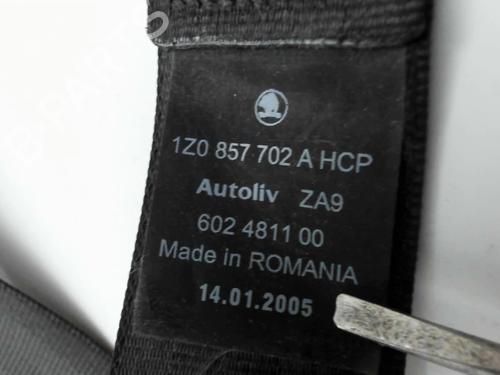 1Z0 857 702 A HCP
Autoliv ZA9
602 4811 00
Made in ROMANIA
14.01.2005